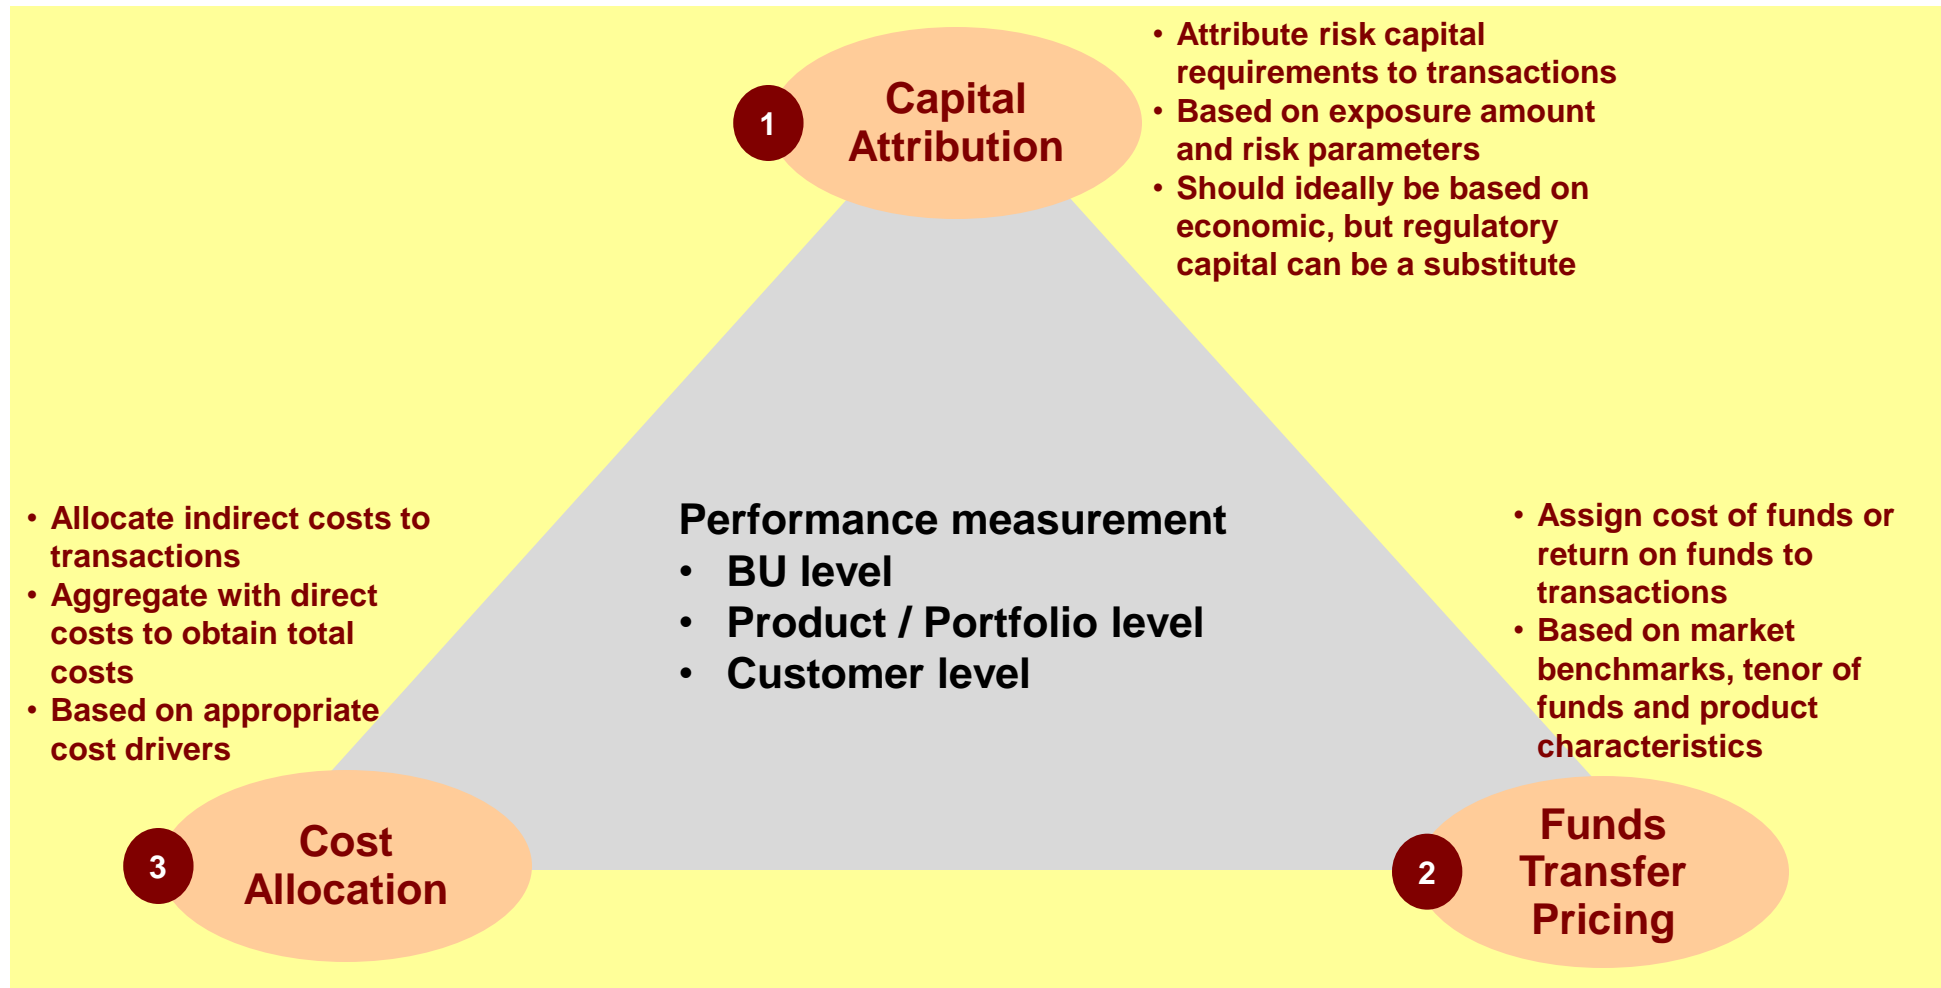 1
Capital
Attribution
• Attribute risk capital
requirements to transactions
• Based on exposure amount
and risk parameters
• Should ideally be based on
economic, but regulatory
capital can be a substitute
Performance measurement
• BU level
• Product / Portfolio level
• Customer level
• Assign cost of funds or
return on funds to
transactions
• Based on market
benchmarks, tenor of
funds and product
characteristics
2
Funds
Transfer
Pricing
• Allocate indirect costs to
transactions
• Aggregate with direct
costs to obtain total
costs
• Based on appropriate
cost drivers
3
Cost
Allocation